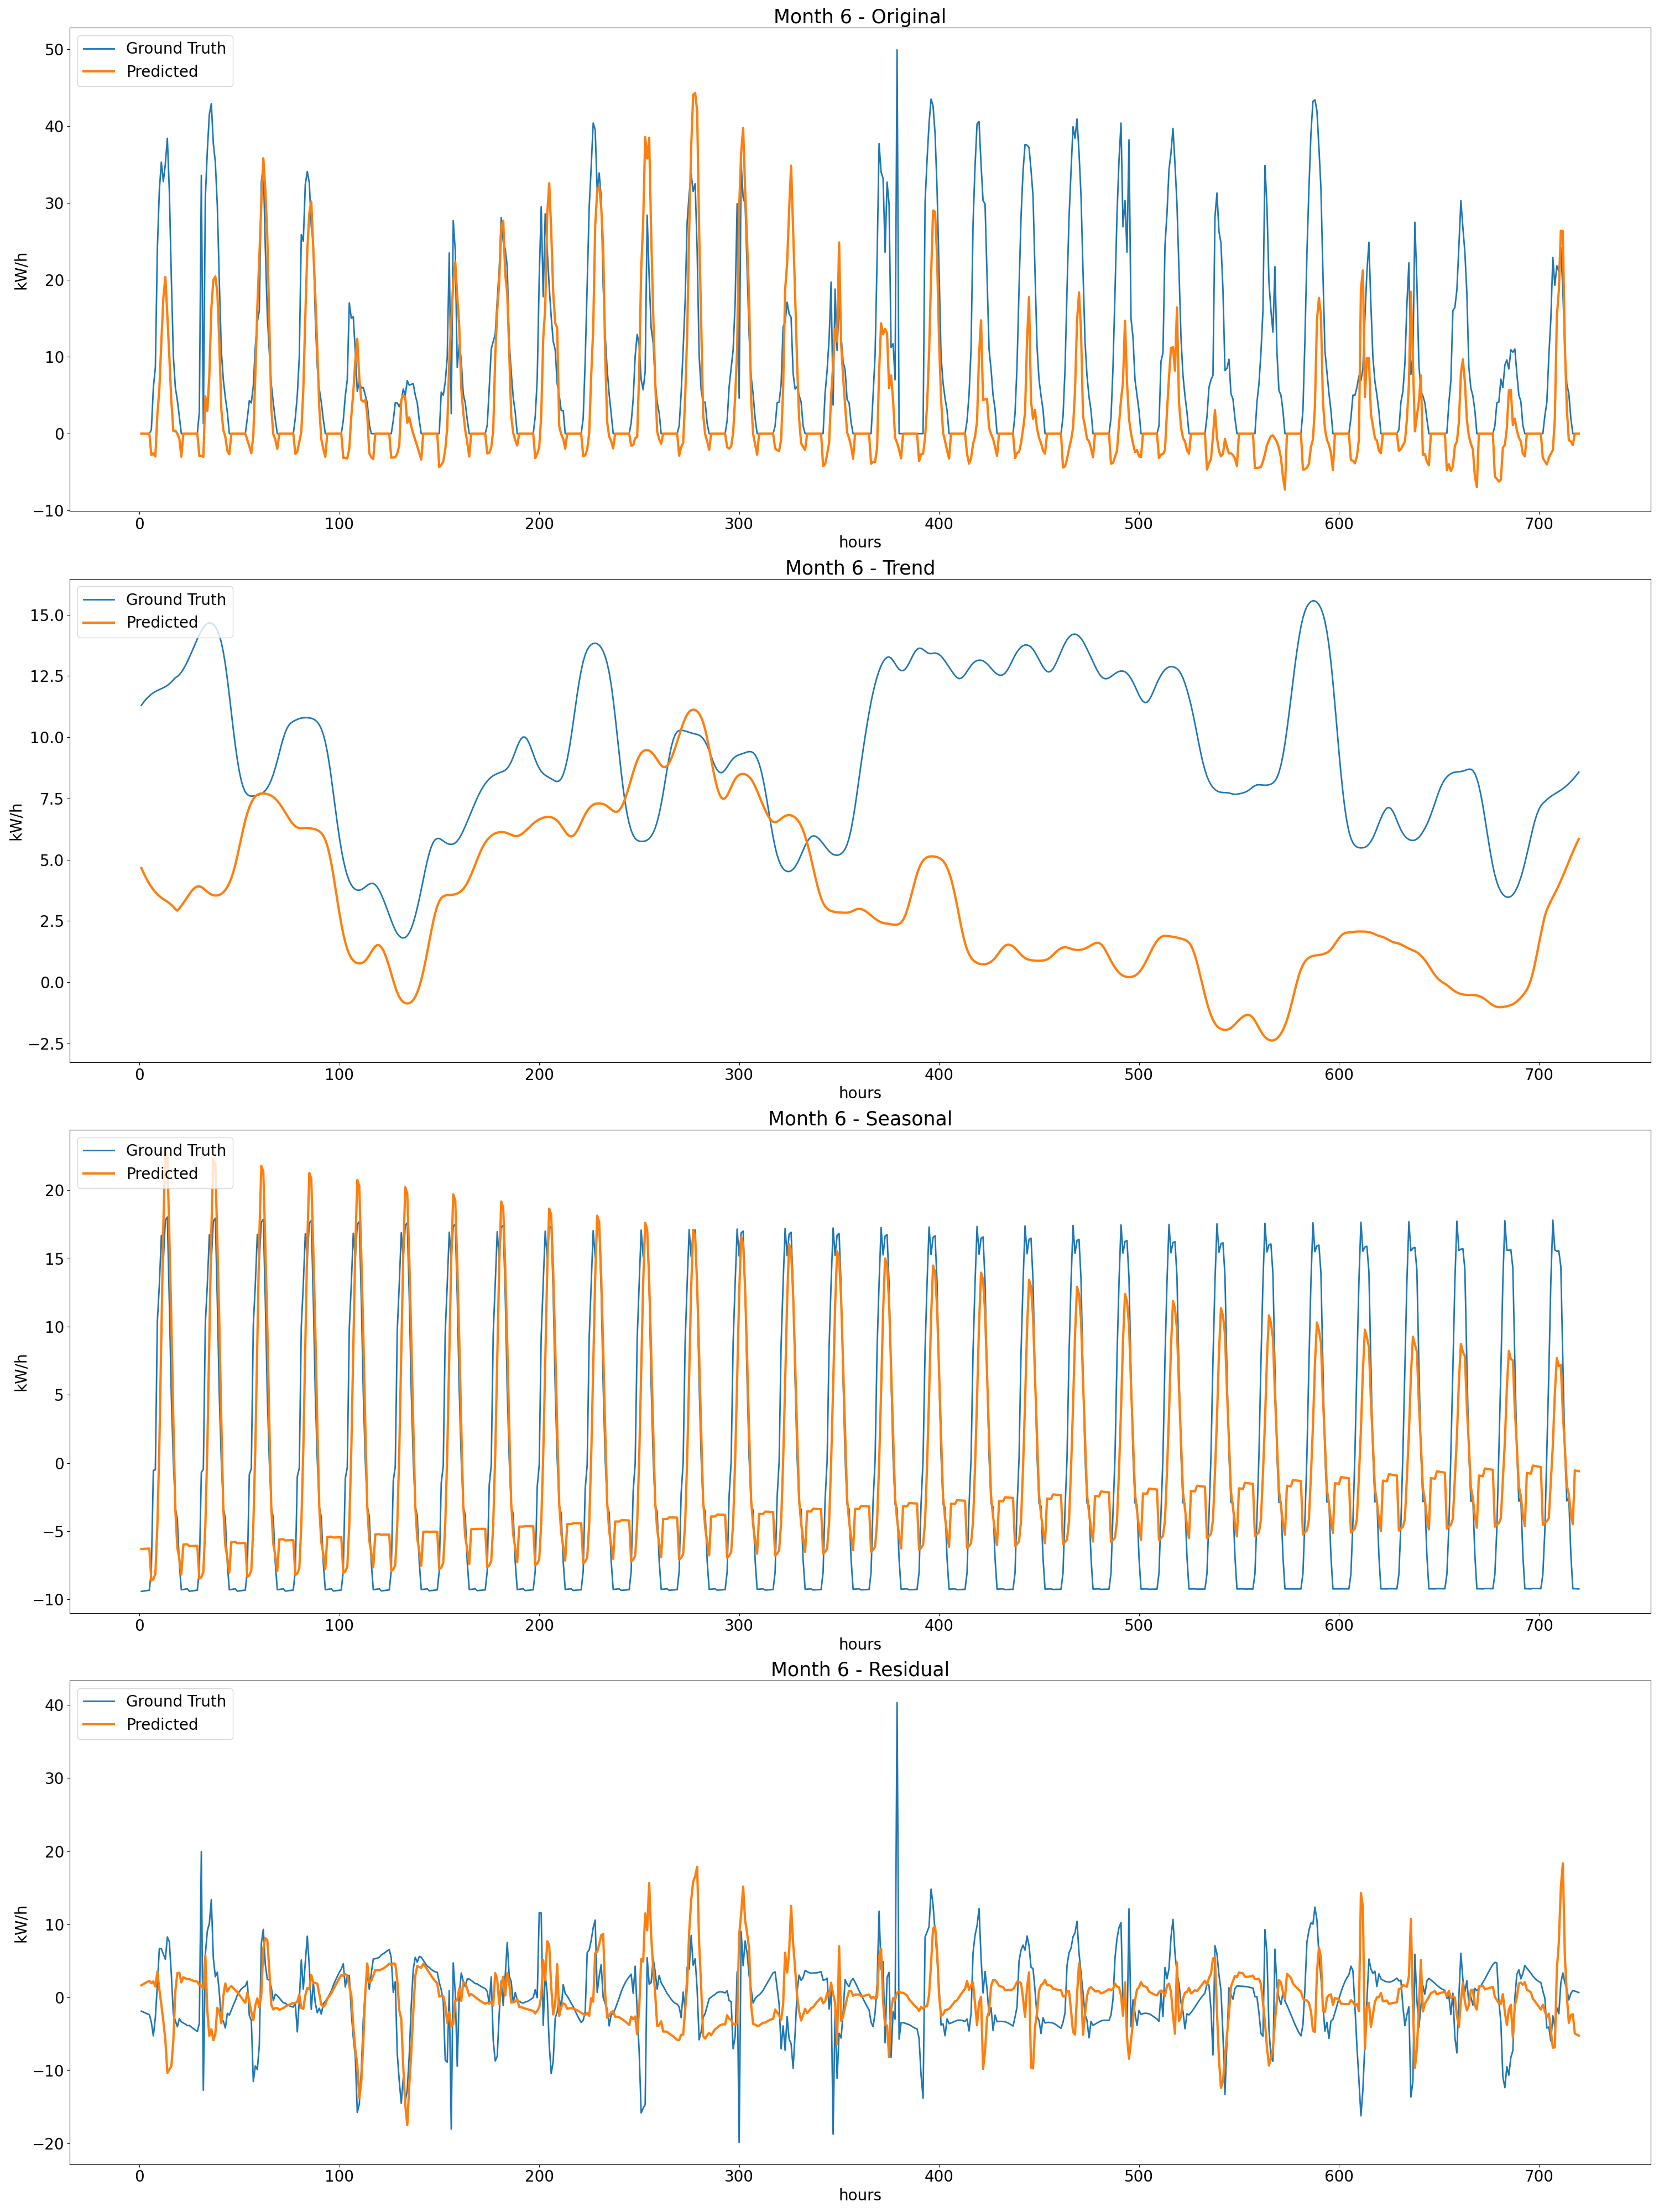 Month 6 - Original
Ground Truth
Predicted
50
40
30
20
10
0
−10
kW/h
0 100 200 300 400 500 600 700
hours
Month 6 - Trend
Ground Truth
Predicted
15.0
12.5
10.0
7.5
5.0
2.5
0.0
−2.5
kW/h
0 100 200 300 400 500 600 700
hours
Month 6 - Seasonal
Ground Truth
Predicted
20
15
10
5
0
−5
−10
kW/h
0 100 200 300 400 500 600 700
hours
Month 6 - Residual
Ground Truth
Predicted
40
30
20
10
0
−10
−20
kW/h
0 100 200 300 400 500 600 700
hours